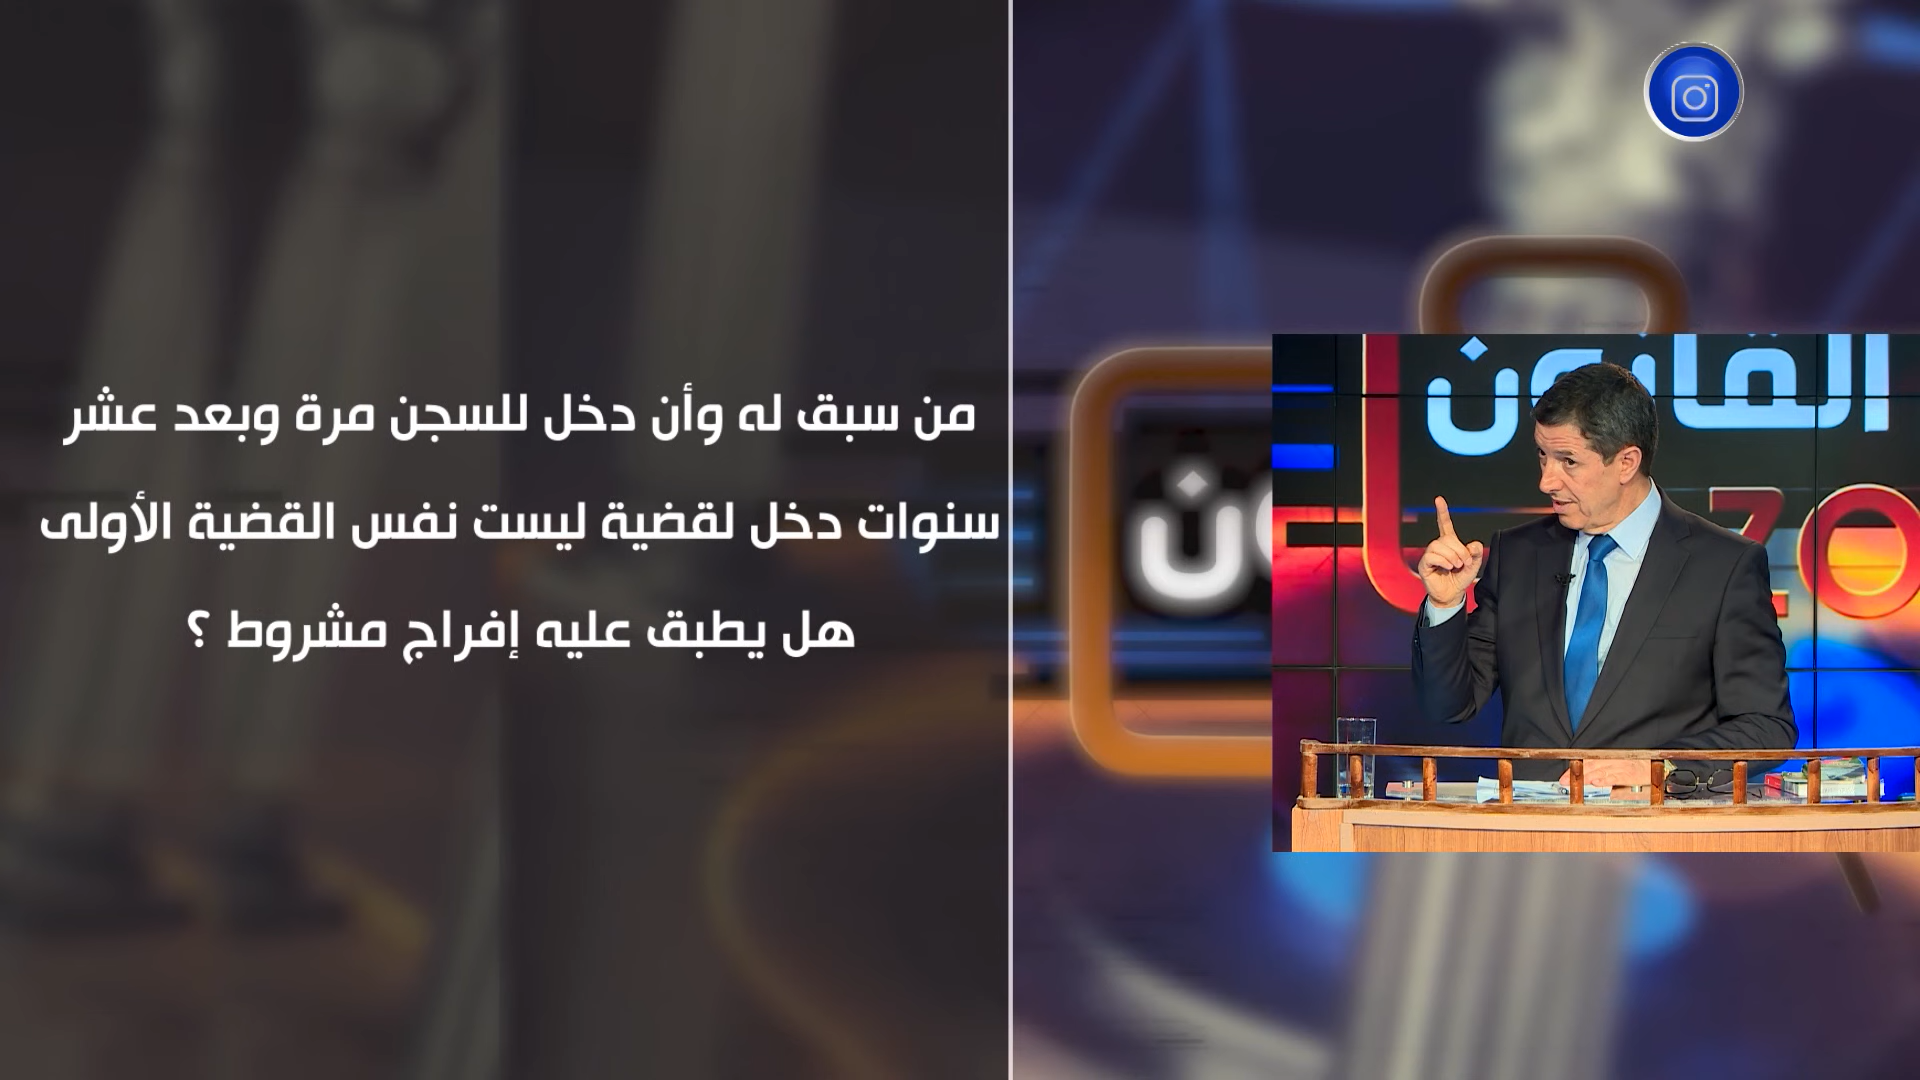 من سبق له وأن دخل للسجن مرة وبعد عشر
سنوات دخل لقضية ليست نفس القضية الأولى
هل يطبق عليه إفراج مشروط ؟
القانون